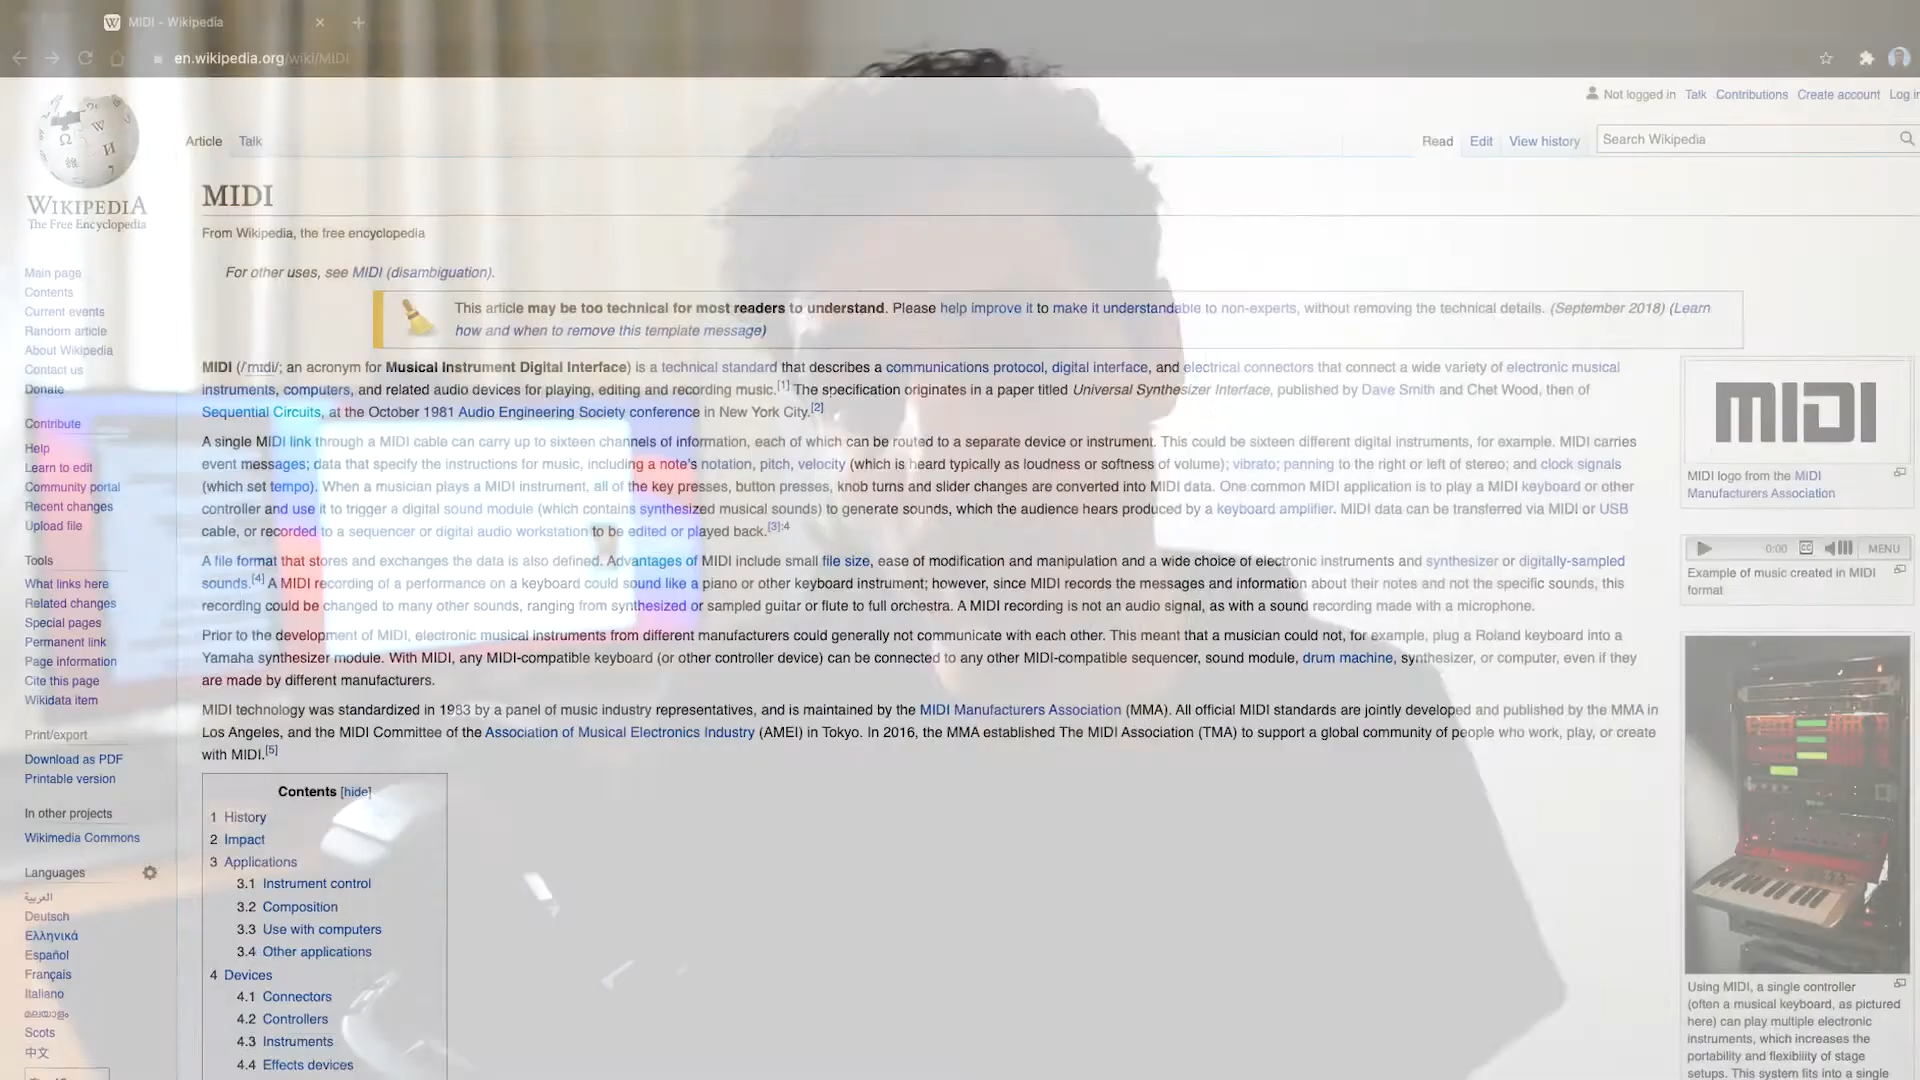 MIDI - Wikipedia
en.wikipedia.org/wiki/MIDI
Not logged in Talk Contributions Create account Log in
WIKIPEDIA
The Free Encyclopedia
Article Talk
Read Edit View history Search Wikipedia
MIDI
From Wikipedia, the free encyclopedia
For other uses, see MIDI (disambiguation).
This article may be too technical for most readers to understand. Please help improve it to make it understandable to non-experts, without removing the technical details. (September 2018) (Learn
how and when to remove this template message)
MIDI (/ˈmɪdi/; an acronym for Musical Instrument Digital Interface) is a technical standard that describes a communications protocol, digital interface, and electrical connectors that connect a wide variety of electronic musical
instruments, computers, and related audio devices for playing, editing and recording music.[1] The specification originates in a paper titled Universal Synthesizer Interface, published by Dave Smith and Chet Wood, then of
Sequential Circuits, at the October 1981 Audio Engineering Society conference in New York City.[2]
A single MIDI link through a MIDI cable can carry up to sixteen channels of information, each of which can be routed to a separate device or instrument. This could be sixteen different digital instruments, for example. MIDI carries
event messages; data that specify the instructions for music, including a note's notation, pitch, velocity (which is heard typically as loudness or softness of volume); vibrato; panning to the right or left of stereo; and clock signals
(which set tempo). When a musician plays a MIDI instrument, all of the key presses, button presses, knob turns and slider changes are converted into MIDI data. One common MIDI application is to play a MIDI keyboard or other
controller and use it to trigger a digital sound module (which contains synthesized musical sounds) to generate sounds, which the audience hears produced by a keyboard amplifier. MIDI data can be transferred via MIDI or USB
cable, or recorded to a sequencer or digital audio workstation to be edited or played back.[3]:4
A file format that stores and exchanges the data is also defined. Advantages of MIDI include small file size, ease of modification and manipulation and a wide choice of electronic instruments and synthesizer or digitally-sampled
sounds.[4] A MIDI recording of a performance on a keyboard could sound like a piano or other keyboard instrument; however, since MIDI records the messages and information about their notes and not the specific sounds, this
recording could be changed to many other sounds, ranging from synthesized or sampled guitar or flute to full orchestra. A MIDI recording is not an audio signal, as with a sound recording made with a microphone.
Prior to the development of MIDI, electronic musical instruments from different manufacturers could generally not communicate with each other. This meant that a musician could not, for example, plug a Roland keyboard into a
Yamaha synthesizer module. With MIDI, any MIDI-compatible keyboard (or other controller device) can be connected to any other MIDI-compatible sequencer, sound module, drum machine, synthesizer, or computer, even if they
are made by different manufacturers.
MIDI technology was standardized in 1983 by a panel of music industry representatives, and is maintained by the MIDI Manufacturers Association (MMA). All official MIDI standards are jointly developed and published by the MMA in
Los Angeles, and the MIDI Committee of the Association of Musical Electronics Industry (AMEI) in Tokyo. In 2016, the MMA established The MIDI Association (TMA) to support a global community of people who work, play, or create
with MIDI.[5]
Contents [hide]
1 History
2 Impact
3 Applications
3.1 Instrument control
3.2 Composition
3.3 Use with computers
3.4 Other applications
4 Devices
4.1 Connectors
4.2 Controllers
4.3 Instruments
4.4 Effects devices
Main page
Contents
Current events
Random article
About Wikipedia
Contact us
Donate
Contribute
Help
Learn to edit
Community portal
Recent changes
Upload file
Tools
What links here
Related changes
Special pages
Permanent link
Page information
Cite this page
Wikidata item
Print/export
Download as PDF
Printable version
In other projects
Wikimedia Commons
Languages
العربية
Deutsch
Ελληνικά
Español
Français
Italiano
മലയാളം
Scots
中文
MIDI
MIDI logo from the MIDI
Manufacturers Association
0:00 CC MENU
Example of music created in MIDI
format
Using MIDI, a single controller
(often a musical keyboard, as pictured
here) can play multiple electronic
instruments, which increases the
portability and flexibility of stage
setups. This system fits into a single